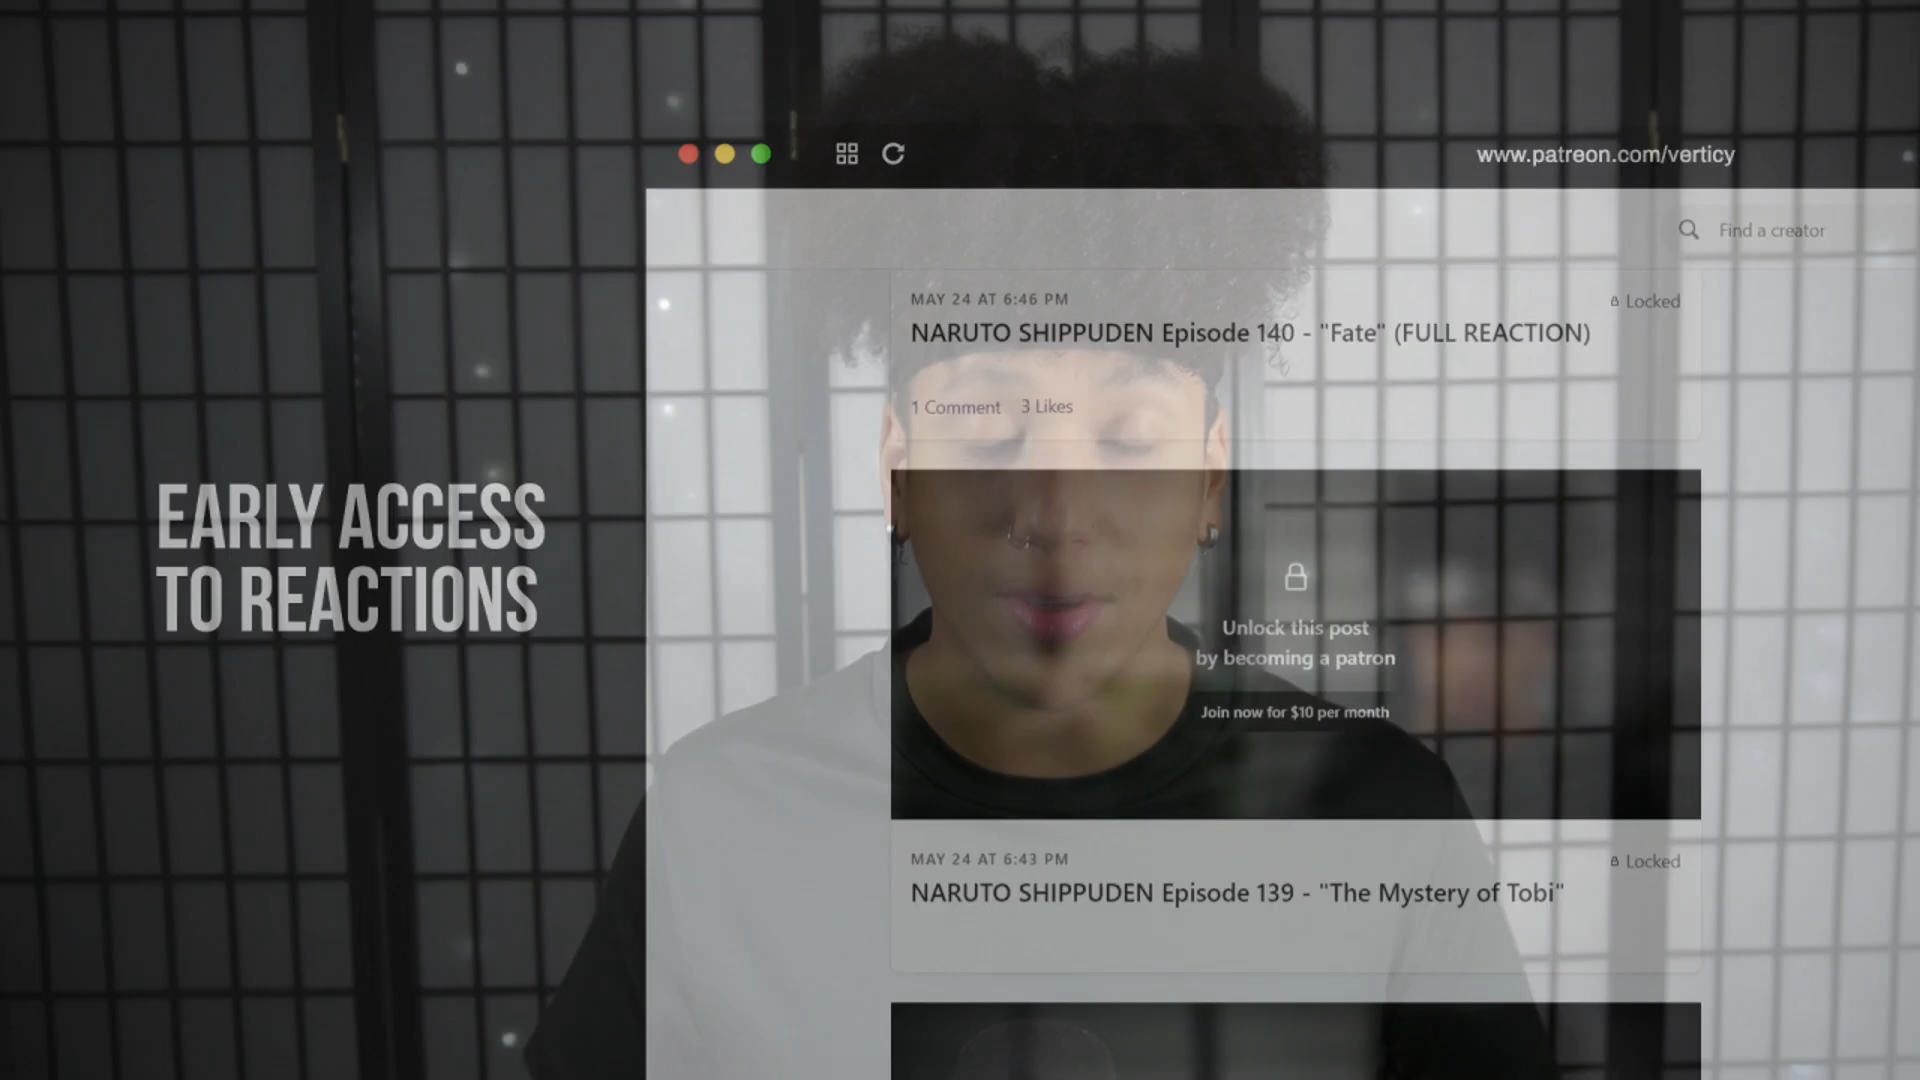 www.patreon.com/verticy
Find a creator
MAY 24 AT 6:46 PM
Locked
NARUTO SHIPPUDEN Episode 140 - "Fate" (FULL REACTION)
1 Comment 3 Likes
EARLY ACCESS
TO REACTIONS
Unlock this post
by becoming a patron
Join now for $10 per month
MAY 24 AT 6:43 PM
Locked
NARUTO SHIPPUDEN Episode 139 - "The Mystery of Tobi"